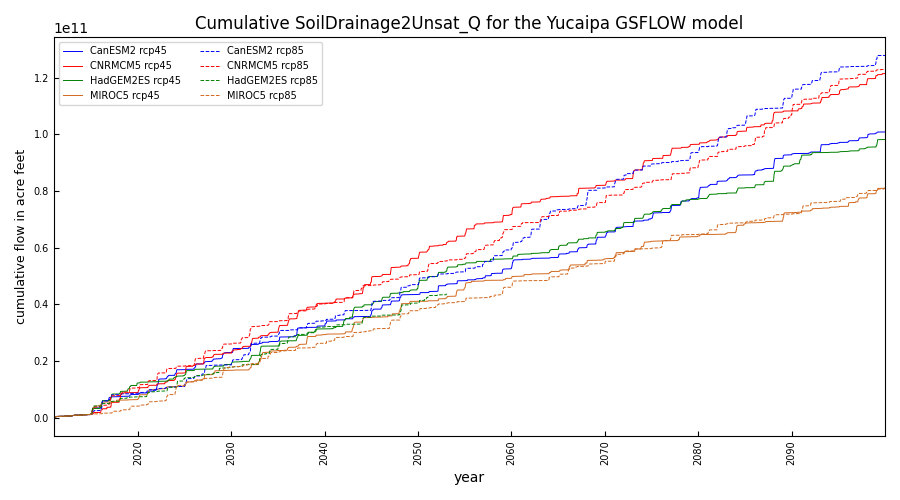 Cumulative SoilDrainage2Unsat_Q for the Yucaipa GSFLOW model
1e11
CanESM2 rcp45
CNRMCM5 rcp45
HadGEM2ES rcp45
MIROC5 rcp45
CanESM2 rcp85
CNRMCM5 rcp85
HadGEM2ES rcp85
MIROC5 rcp85
cumulative flow in acre feet
1.2
1.0
0.8
0.6
0.4
0.2
0.0
2020
2030
2040
2050
2060
2070
2080
2090
year